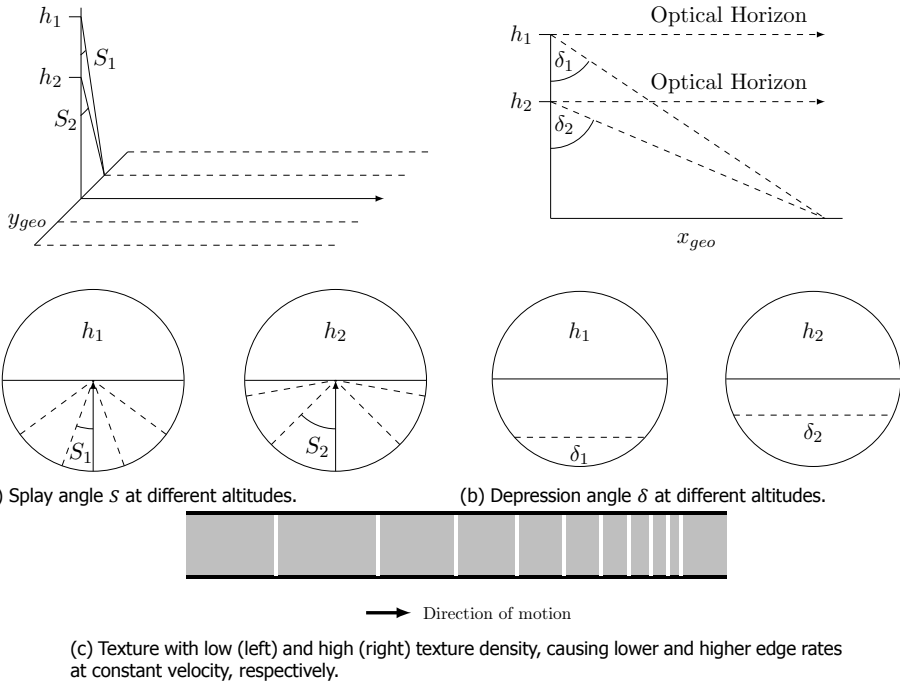 h₁
S₁
h₂
S₂
y_geo
Optical Horizon
h₁
δ₁
Optical Horizon
h₂
δ₂
x_geo
h₁
S₁
h₂
S₂
h₁
δ₁
h₂
δ₂
) Splay angle S at different altitudes.
(b) Depression angle δ at different altitudes.
Direction of motion
(c) Texture with low (left) and high (right) texture density, causing lower and higher edge rates
at constant velocity, respectively.